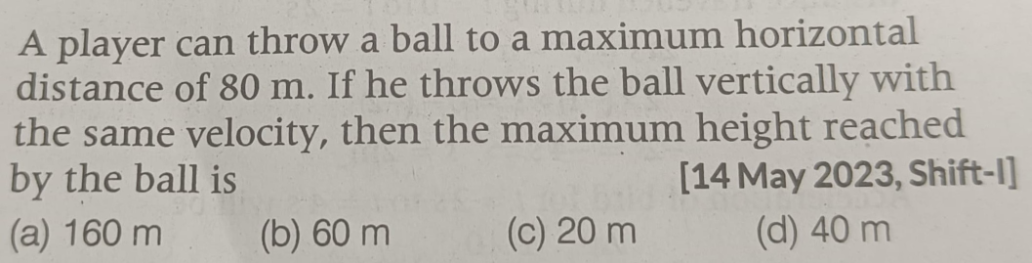 A player can throw a ball to a maximum horizontal
distance of 80 m. If he throws the ball vertically with
the same velocity, then the maximum height reached
by the ball is [14 May 2023, Shift-I]
(a) 160 m (b) 60 m (c) 20 m (d) 40 m